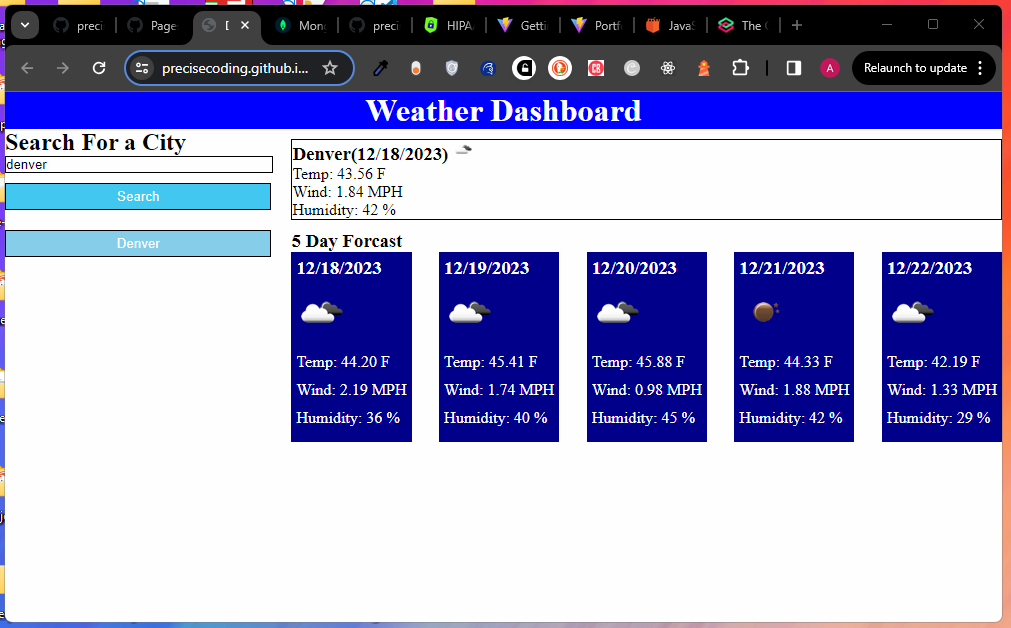 preci
Page
Mon
preci
HIPA
Getti
Portf
Java
The
precisecoding.github.i...
CB
A
Relaunch to update
Weather Dashboard
Search For a City
denver
Search
Denver
Denver(12/18/2023)
Temp: 43.56 F
Wind: 1.84 MPH
Humidity: 42 %
5 Day Forcast
12/18/2023
Temp: 44.20 F
Wind: 2.19 MPH
Humidity: 36 %
12/19/2023
Temp: 45.41 F
Wind: 1.74 MPH
Humidity: 40 %
12/20/2023
Temp: 45.88 F
Wind: 0.98 MPH
Humidity: 45 %
12/21/2023
Temp: 44.33 F
Wind: 1.88 MPH
Humidity: 42 %
12/22/2023
Temp: 42.19 F
Wind: 1.33 MPH
Humidity: 29 %